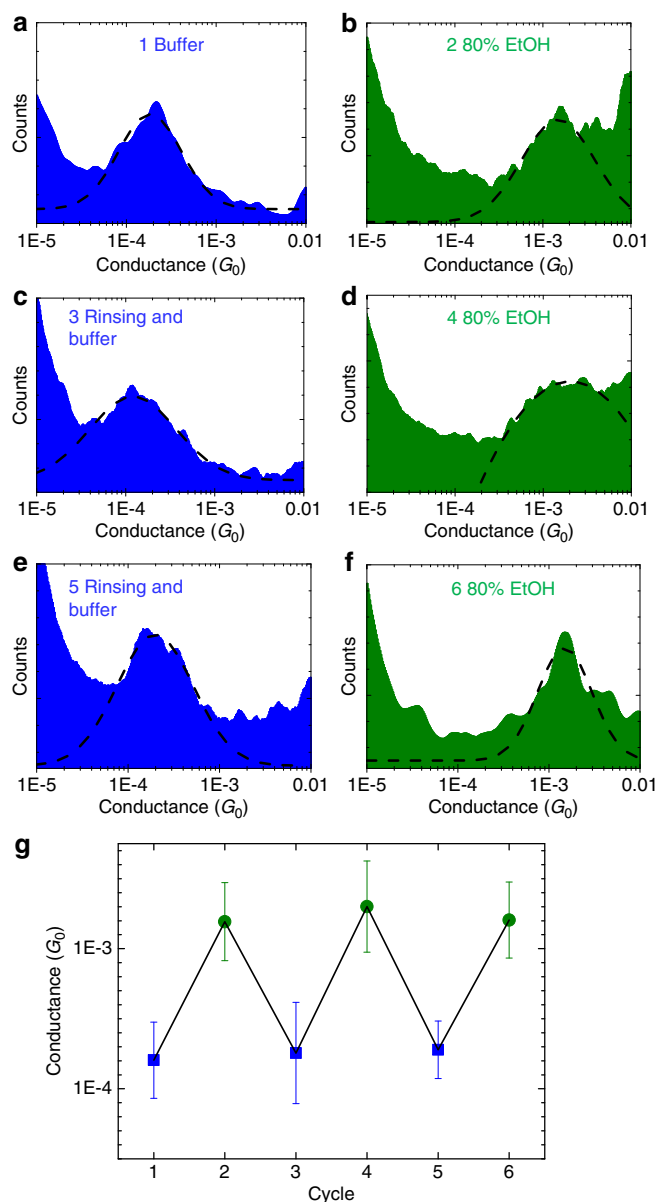 a
1 Buffer
Counts
1E-5 1E-4 1E-3 0.01
Conductance (G0)
b
2 80% EtOH
Counts
1E-5 1E-4 1E-3 0.01
Conductance (G0)
c
3 Rinsing and
buffer
Counts
1E-5 1E-4 1E-3 0.01
Conductance (G0)
d
4 80% EtOH
Counts
1E-5 1E-4 1E-3 0.01
Conductance (G0)
e
5 Rinsing and
buffer
Counts
1E-5 1E-4 1E-3 0.01
Conductance (G0)
f
6 80% EtOH
Counts
1E-5 1E-4 1E-3 0.01
Conductance (G0)
g
Conductance (G0)
1E-3
1E-4
1 2 3 4 5 6
Cycle